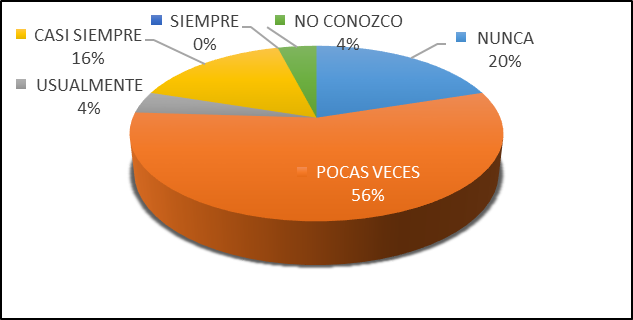 SIEMPRE
0%
NO CONOZCO
4%
CASI SIEMPRE
16%
NUNCA
20%
USUALMENTE
4%
POCAS VECES
56%